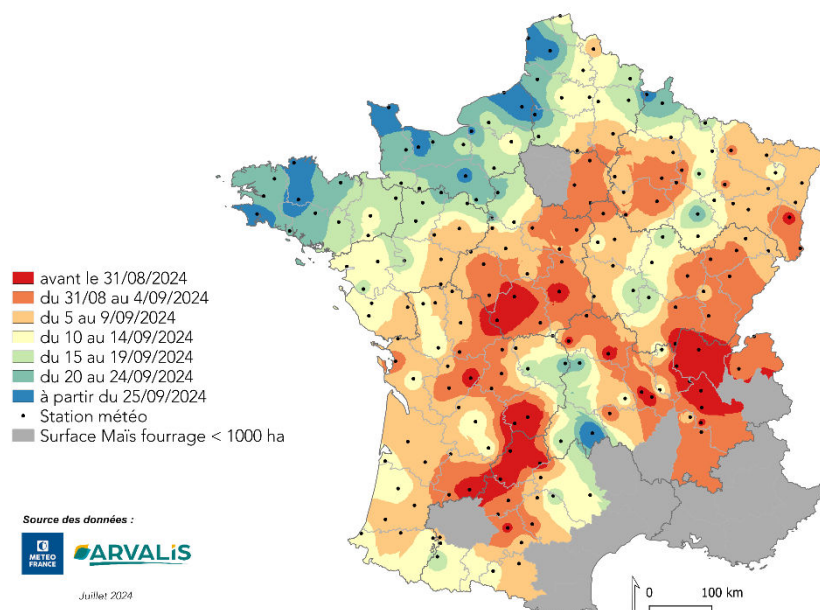 avant le 31/08/2024
du 31/08 au 4/09/2024
du 5 au 9/09/2024
du 10 au 14/09/2024
du 15 au 19/09/2024
du 20 au 24/09/2024
à partir du 25/09/2024
Station météo
Surface Maïs fourrage < 1000 ha
Source des données :
METEO
FRANCE
ARVALIS
Juillet 2024
0 100 km